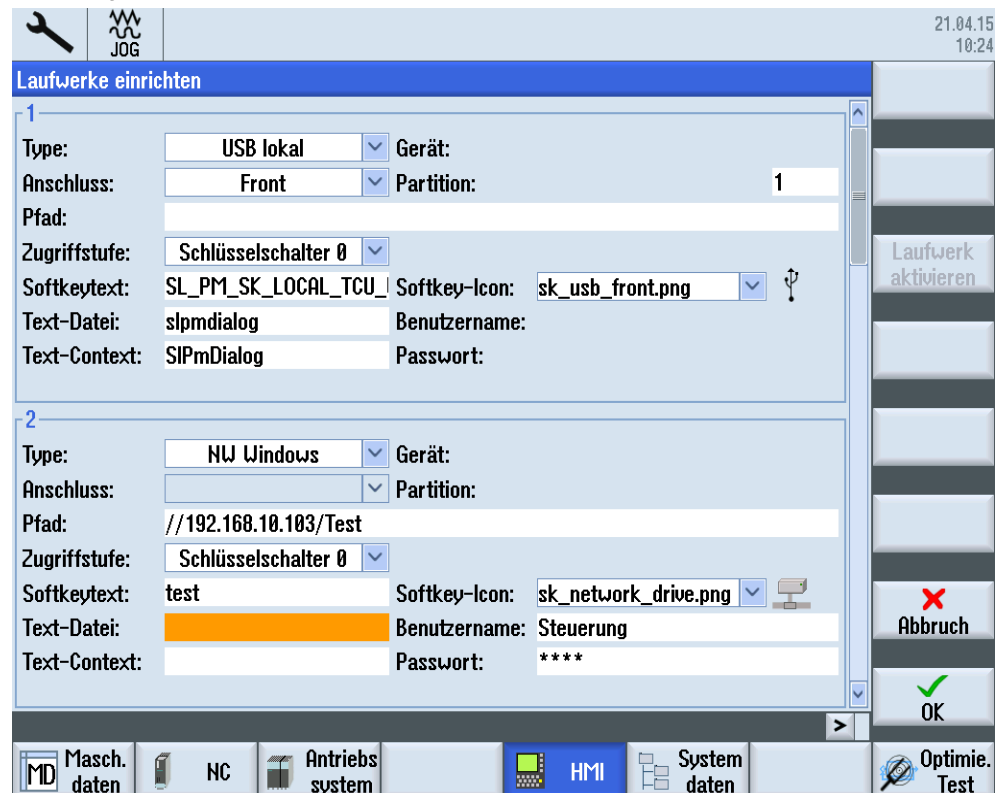 JOG
21.04.15
10:24
Laufwerke einrichten
1
Type: USB lokal Gerät:
Anschluss: Front Partition: 1
Pfad:
Zugriffstufe: Schlüsselschalter 0
Softkeytext: SL_PM_SK_LOCAL_TCU_ Softkey-Icon: sk_usb_front.png
Text-Datei: slpmdialog Benutzername:
Text-Context: SlPmDialog Passwort:
2
Type: NW Windows Gerät:
Anschluss: Partition:
Pfad: //192.168.10.103/Test
Zugriffstufe: Schlüsselschalter 0
Softkeytext: test Softkey-Icon: sk_network_drive.png
Text-Datei: Benutzername: Steuerung
Text-Context: Passwort: ****
Laufwerk
aktivieren
Abbruch
OK
>
MD Masch.
daten
NC
Antriebs
system
HMI
System
daten
Optimie.
Test